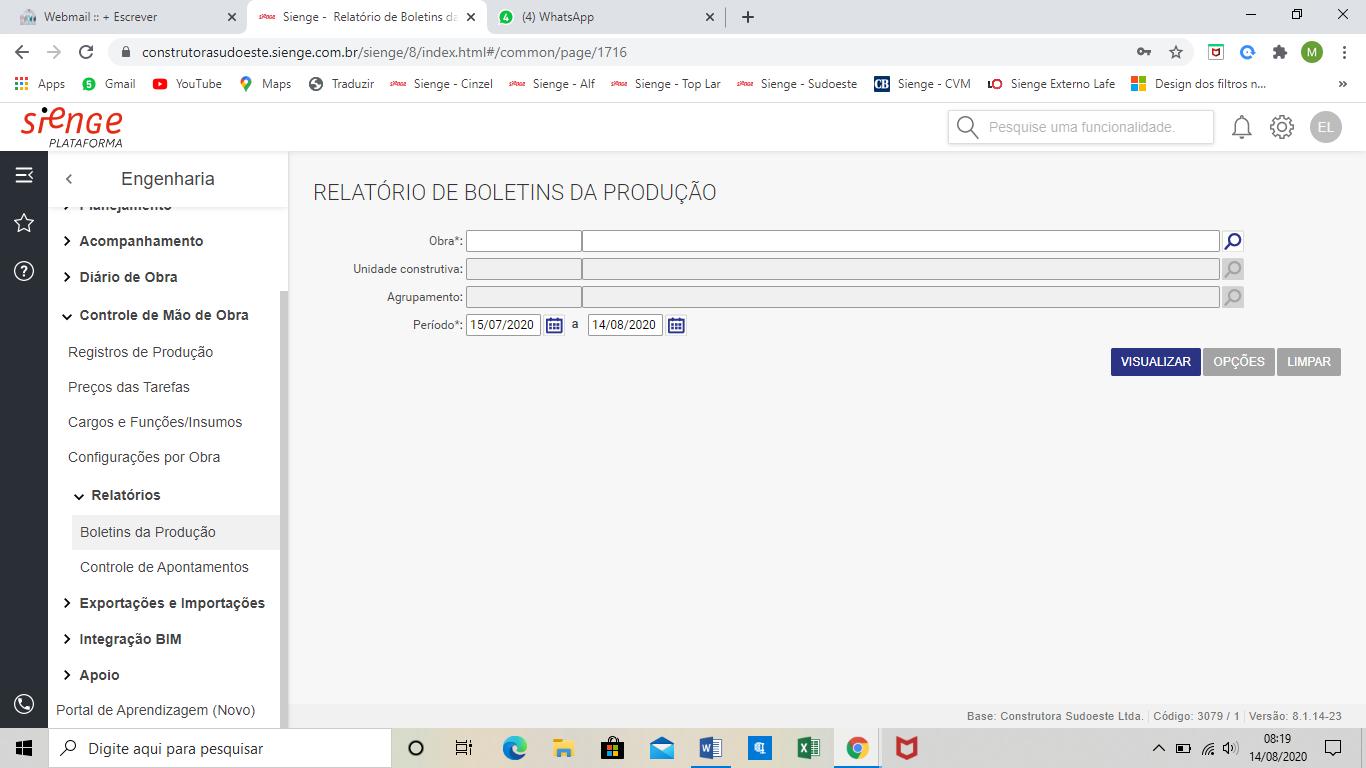 Webmail :: + Escrever
Sienge - Relatório de Boletins da
(4) WhatsApp
construtorasudoeste.sienge.com.br/sienge/8/index.html#/common/page/1716
M
Apps
Gmail
YouTube
Maps
Traduzir
Sienge - Cinzel
Sienge - Alf
Sienge - Top Lar
Sienge - Sudoeste
Sienge - CVM
Sienge Externo Lafe
Design dos filtros n...
sienge
PLATAFORMA
Pesquise uma funcionalidade.
EL
Engenharia
Planejamento
Acompanhamento
Diário de Obra
Controle de Mão de Obra
Registros de Produção
Preços das Tarefas
Cargos e Funções/Insumos
Configurações por Obra
Relatórios
Boletins da Produção
Controle de Apontamentos
Exportações e Importações
Integração BIM
Apoio
Portal de Aprendizagem (Novo)
RELATÓRIO DE BOLETINS DA PRODUÇÃO
Obra*:
Unidade construtiva:
Agrupamento:
Período*: 15/07/2020 a 14/08/2020
VISUALIZAR OPÇÕES LIMPAR
Base: Construtora Sudoeste Ltda. | Código: 3079 / 1 | Versão: 8.1.14-23
Digite aqui para pesquisar
08:19
14/08/2020